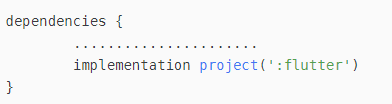 dependencies {
        ......................
        implementation project(':flutter')
}